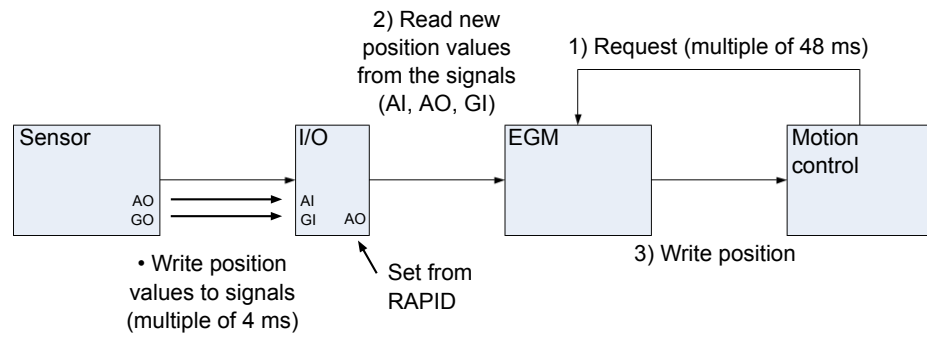 2) Read new
position values
from the signals
(AI, AO, GI)
1) Request (multiple of 48 ms)
Sensor
AO
GO
I/O
AI
GI
AO
EGM
Motion
control
• Write position
values to signals
(multiple of 4 ms)
Set from
RAPID
3) Write position